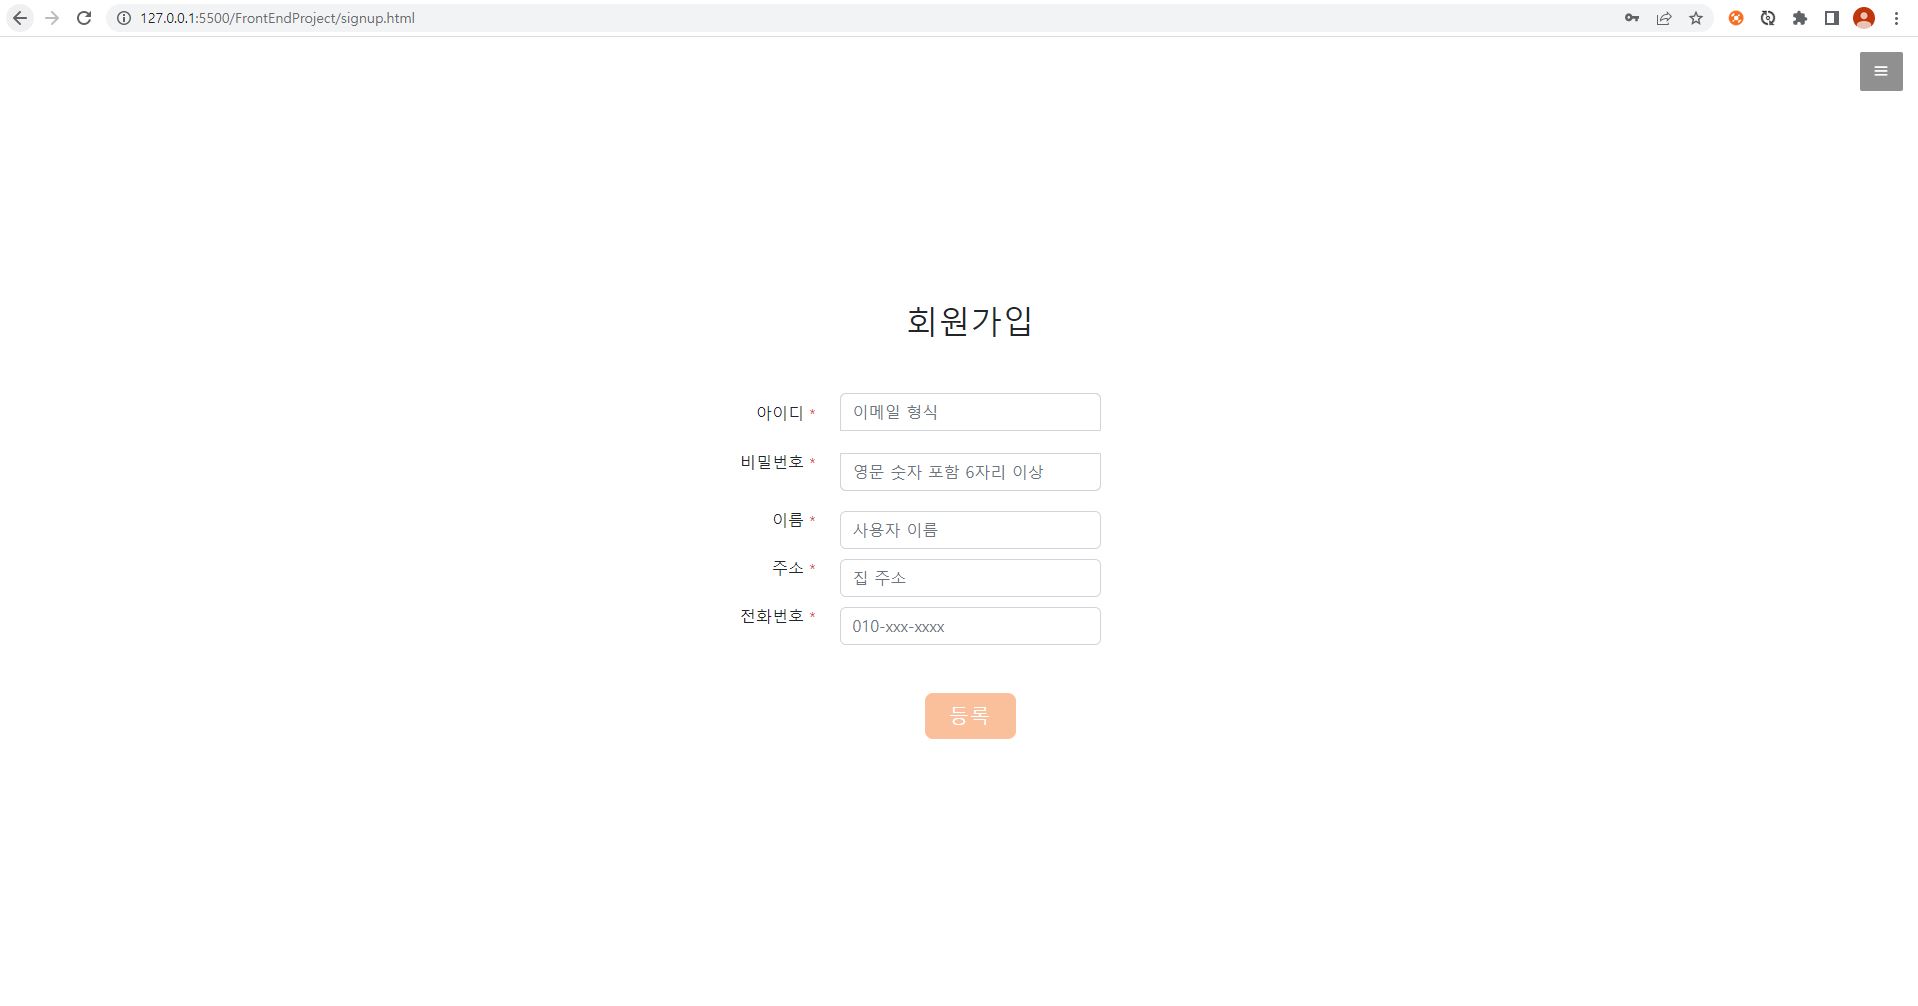 127.0.0.1:5500/FrontEndProject/signup.html
회원가입
아이디 * 이메일 형식
비밀번호 * 영문 숫자 포함 6자리 이상
이름 * 사용자 이름
주소 * 집 주소
전화번호 * 010-xxx-xxxx
등록